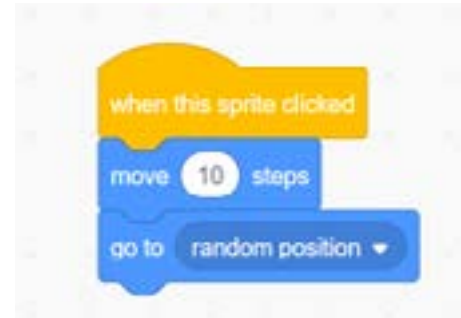 when this sprite clicked
move 10 steps
go to random position